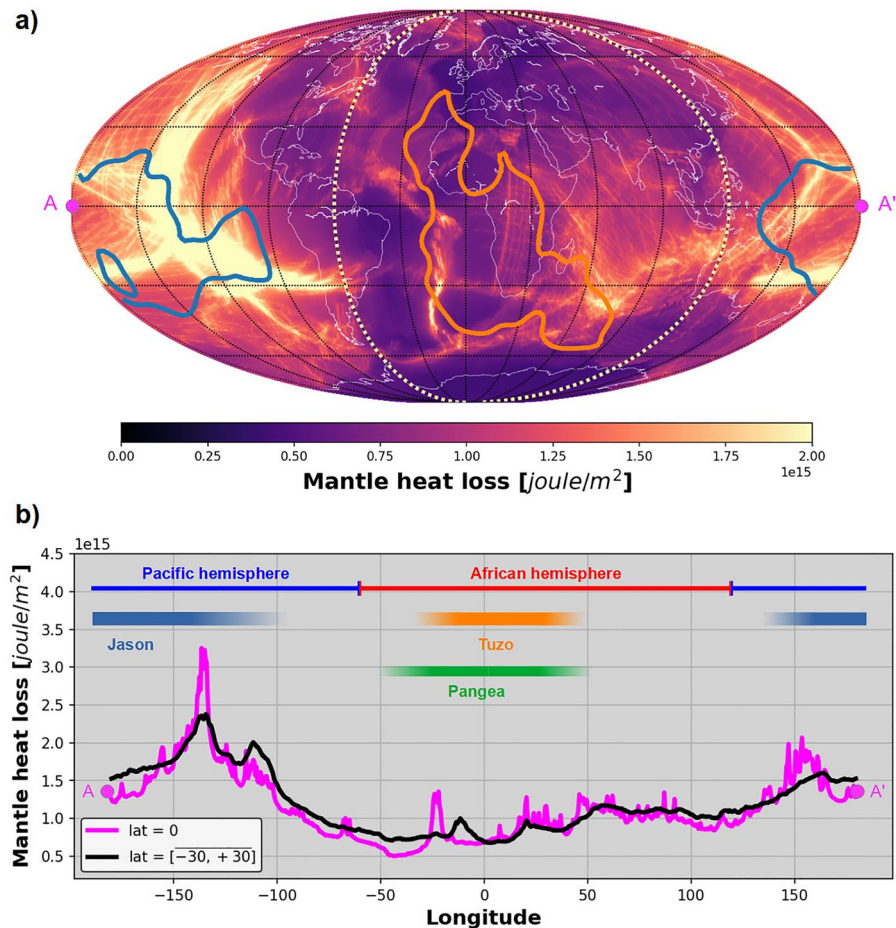 a)
A
A'
0.00 0.25 0.50 0.75 1.00 1.25 1.50 1.75 2.00
1e15
Mantle heat loss [joule/m²]
b)
1e15
4.5
4.0
3.5
3.0
2.5
2.0
1.5
1.0
0.5
Mantle heat loss [joule/m²]
Pacific hemisphere
African hemisphere
Jason
Tuzo
Pangea
A
A'
lat = 0
lat = [−30, +30]
−150 −100 −50 0 50 100 150
Longitude